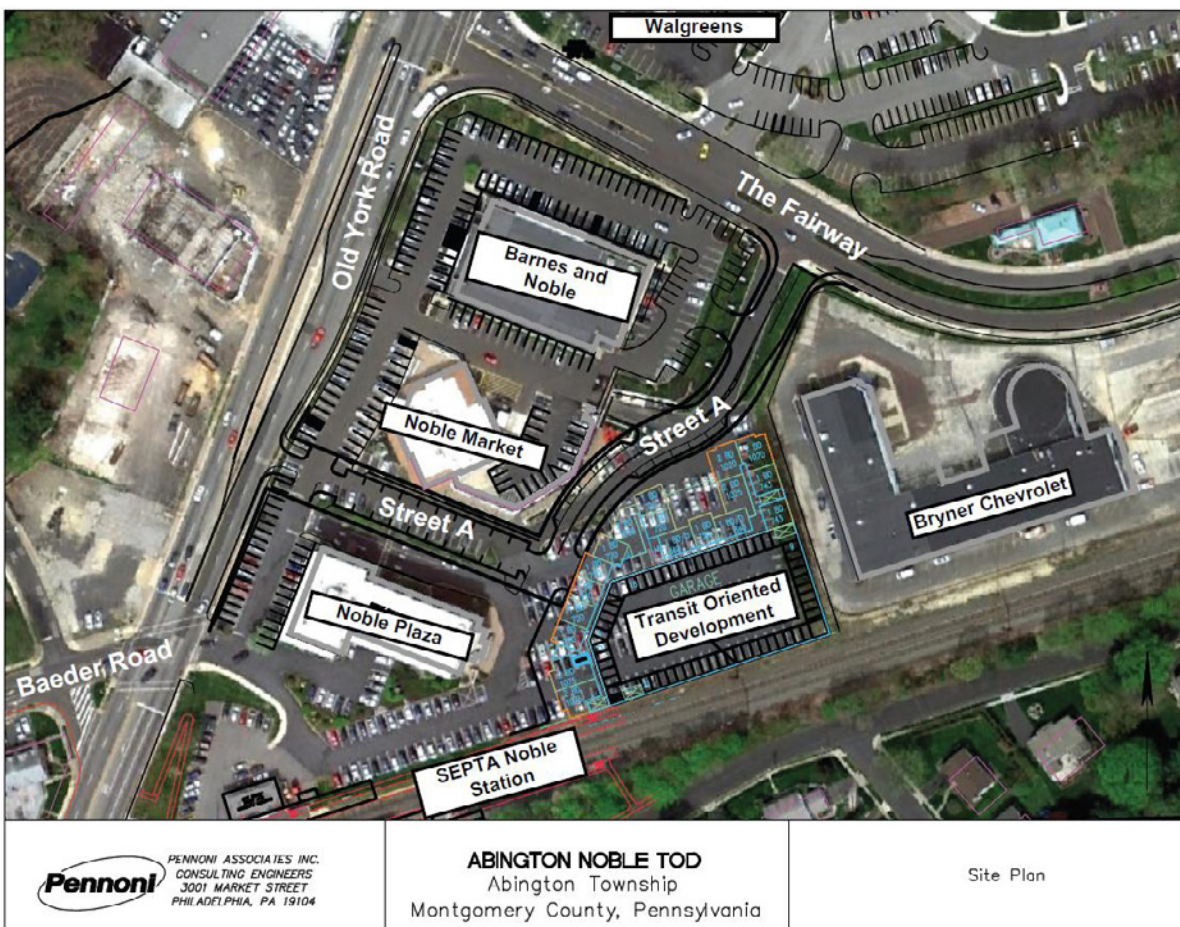 Walgreens
Old York Road
The Fairway
Barnes and
Noble
Noble Market
Street A
Street A
Bryner Chevrolet
GARAGE
Transit Oriented
Development
Noble Plaza
Baeder Road
SEPTA Noble
Station
Pennoni
PENNONI ASSOCIATES INC.
CONSULTING ENGINEERS
3001 MARKET STREET
PHILADELPHIA, PA 19104
ABINGTON NOBLE TOD
Abington Township
Montgomery County, Pennsylvania
Site Plan